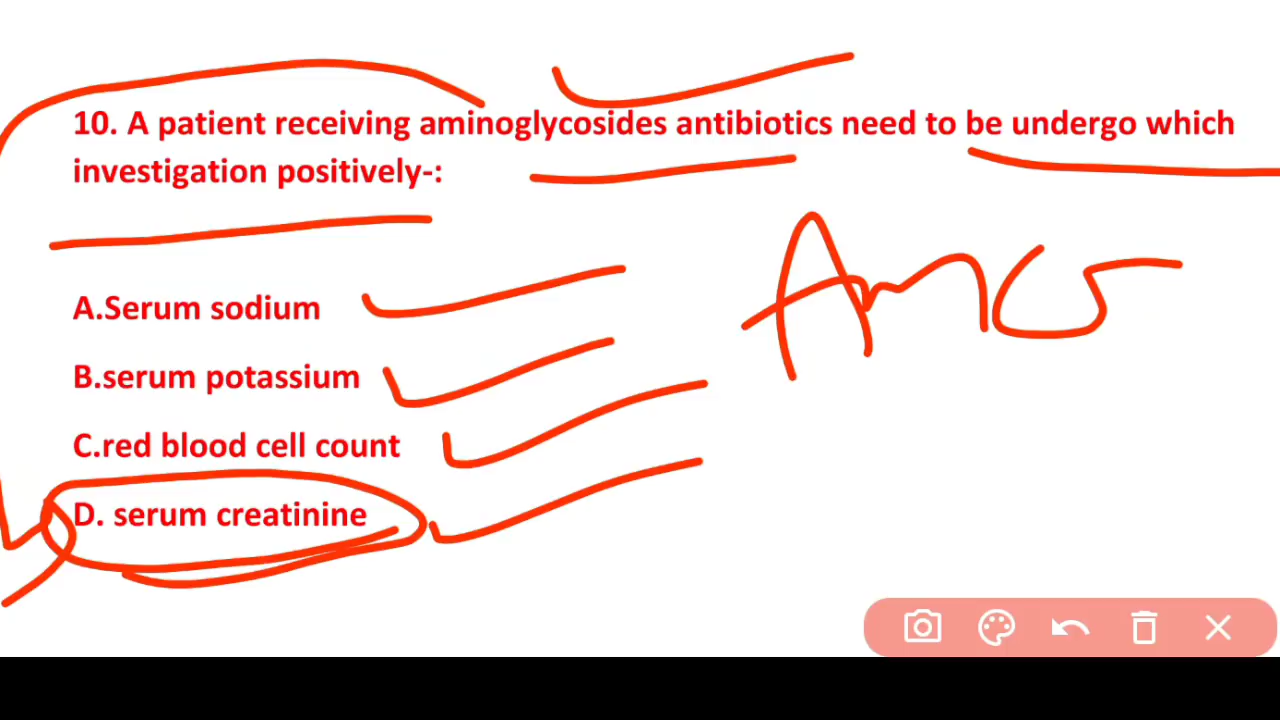 10. A patient receiving aminoglycosides antibiotics need to be undergo which
investigation positively-:
A.Serum sodium
B.serum potassium
C.red blood cell count
D. serum creatinine